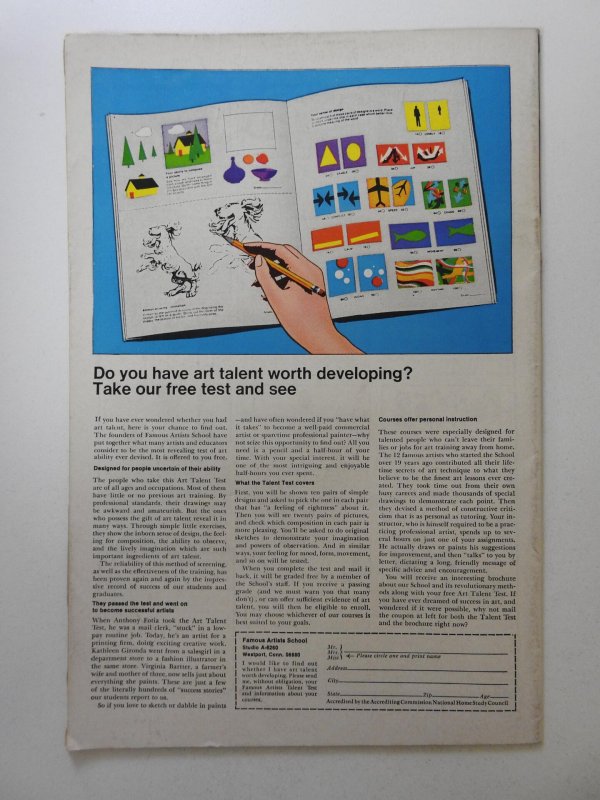 Your sense of design
Your ability to compose
a picture
Do you have art talent worth developing?
Take our free test and see
If you have ever wondered whether you had
art talent, here is your chance to find out.
The founders of Famous Artists School have
put together what many artists and educators
consider to be the most revealing test of art
ability ever devised. It is offered to you free.
Designed for people uncertain of their ability
The people who take this Art Talent Test
are of all ages and occupations. Most of them
have little or no previous art training. By
professional standards, their drawings may
be awkward and amateurish. But the ones
who possess the gift of art talent reveal it in
many ways. Through simple little exercises,
they show the inborn sense of design, the feel-
ing for composition, the ability to observe,
and the lively imagination which are such
important ingredients of art talent.
The reliability of this method of screening,
as well as the effectiveness of the training, has
been proven again and again by the impres-
sive record of success of our students and
graduates.
They passed the test and went on
to become successful artists
When Anthony Fotia took the Art Talent
Test, he was a mail clerk, "stuck" in a low-
pay routine job. Today, he's an artist for a
printing firm, doing exciting creative work.
Kathleen Gironda went from a salesgirl in a
department store to a fashion illustrator in
the same store. Virginia Bartter, a farmer's
wife and mother of three, now sells just about
everything she paints. These are just a few
of the literally hundreds of "success stories"
our students report to us.
So if you love to sketch or dabble in paints
—and have often wondered if you "have what
it takes" to become a well-paid commercial
artist or sparetime professional painter—why
not seize this opportunity to find out? All you
need is a pencil and a half-hour of your
time. With your special interest, it will be
one of the most intriguing and enjoyable
half-hours you ever spent.
What the Talent Test covers
First, you will be shown ten pairs of simple
designs and asked to pick the one in each pair
that has "a feeling of rightness" about it.
Then you will see twenty pairs of pictures,
and check which composition in each pair is
more pleasing. You'll be asked to do original
sketches to demonstrate your imagination
and powers of observation. And in similar
ways, your feeling for mood, form, movement,
and so on will be tested.
When you complete the test and mail it
back, it will be graded free by a member of
the School's staff. If you receive a passing
grade (and we must warn you that many
don't), or can offer sufficient evidence of art
talent, you will then be eligible to enroll.
You may choose whichever of our courses is
best suited to your goals.
Courses offer personal instruction
These courses were especially designed for
talented people who can't leave their fami-
lies or jobs for art training away from home.
The 12 famous artists who started the School
over 19 years ago contributed all their life-
time secrets of art technique to what they
believe to be the finest art lessons ever cre-
ated. They took time out from their own
busy careers and made thousands of special
drawings to demonstrate each point. Then
they devised a method of constructive criti-
cism that is as personal as tutoring. Your in-
structor, who is himself required to be a prac-
ticing professional artist, spends up to sev-
eral hours on just one of your assignments.
He actually draws or paints his suggestions
for improvement, and then "talks" to you by
letter, dictating a long, friendly message of
specific advice and encouragement.
You will receive an interesting brochure
about our School and its revolutionary meth-
ods along with your free Art Talent Test. If
you have ever dreamed of success in art, and
wondered if it were possible, why not mail
the coupon at left for both the Talent Test
and the brochure right now?
Famous Artists School
Studio A-6260
Westport, Conn. 06880
I would like to find out
whether I have art talent
worth developing. Please send
me, without obligation, your
Famous Artists Talent Test
and information about your
courses.
Mr.
Mrs.
Miss
Please circle one and print name
Address
City
State Zip Age
Accredited by the Accrediting Commission National Home Study Council